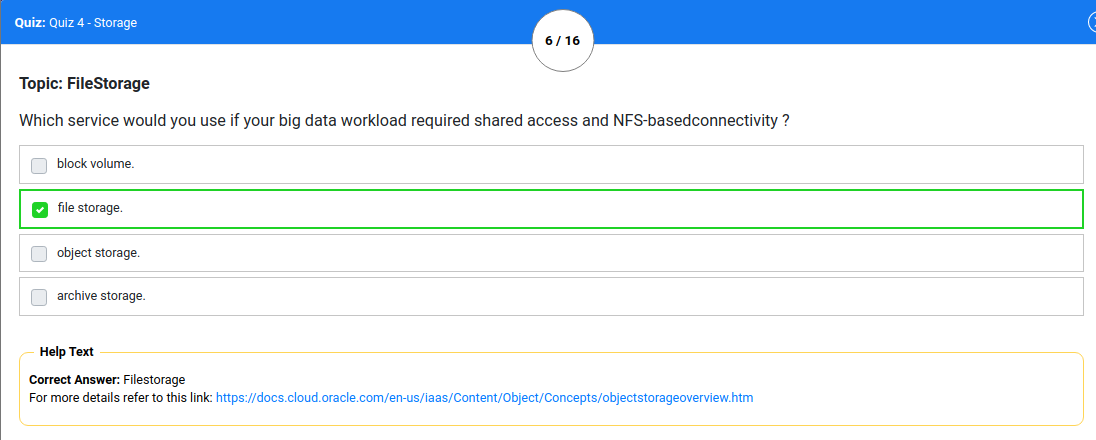 Quiz: Quiz 4 - Storage
6 / 16
Topic: FileStorage
Which service would you use if your big data workload required shared access and NFS-basedconnectivity ?
block volume.
file storage.
object storage.
archive storage.
Help Text
Correct Answer: Filestorage
For more details refer to this link: https://docs.cloud.oracle.com/en-us/iaas/Content/Object/Concepts/objectstorageoverview.htm